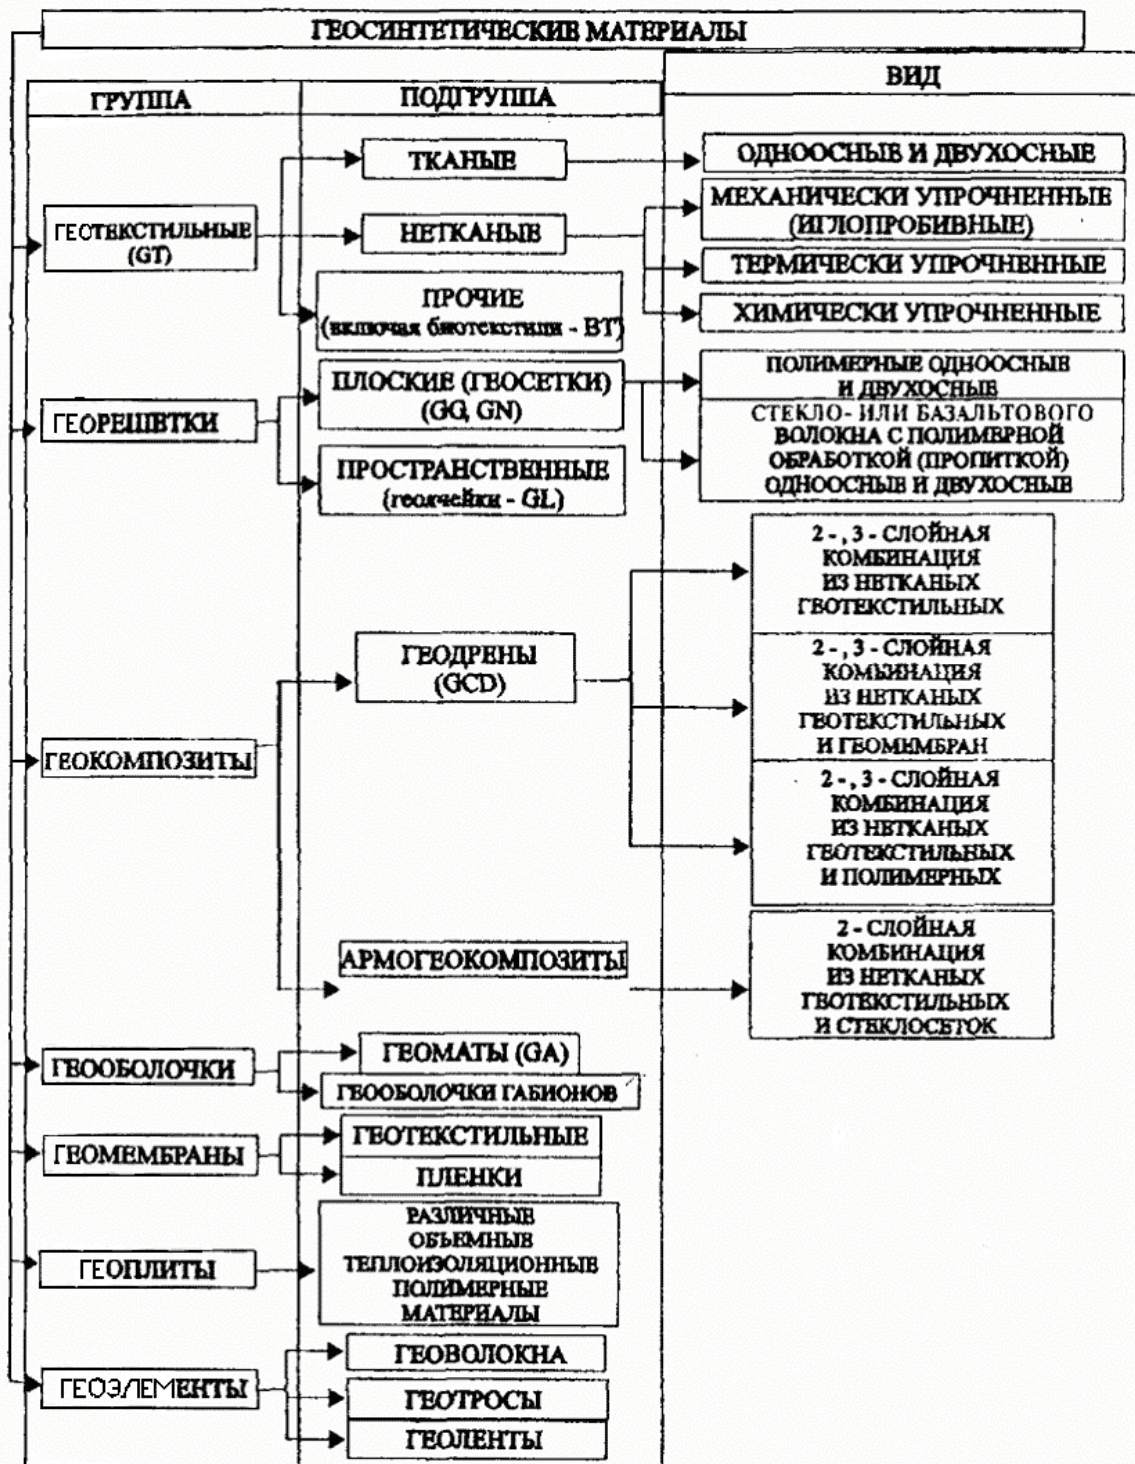 ГЕОСИНТЕТИЧЕСКИЕ МАТЕРИАЛЫ
ГРУППА
ПОДГРУППА
ВИД
ГЕОТЕКСТИЛЬНЫЕ
(GT)
ТКАНЫЕ
ОДНООСНЫЕ И ДВУХОСНЫЕ
НЕТКАНЫЕ
МЕХАНИЧЕСКИ УПРОЧНЕННЫЕ
(ИГЛОПРОБИВНЫЕ)
ТЕРМИЧЕСКИ УПРОЧНЕННЫЕ
ХИМИЧЕСКИ УПРОЧНЕННЫЕ
ПРОЧИЕ
(включая биотекстили - BT)
ГЕОРЕШЕТКИ
ПЛОСКИЕ (ГЕОСЕТКИ)
(GG, GN)
ПОЛИМЕРНЫЕ ОДНООСНЫЕ
И ДВУХОСНЫЕ
СТЕКЛО- ИЛИ БАЗАЛЬТОВОГО
ВОЛОКНА С ПОЛИМЕРНОЙ
ОБРАБОТКОЙ (ПРОПИТКОЙ)
ОДНООСНЫЕ И ДВУХОСНЫЕ
ПРОСТРАНСТВЕННЫЕ
(геоячейки - GL)
ГЕОКОМПОЗИТЫ
ГЕОДРЕНЫ
(GCD)
2 - , 3 - СЛОЙНАЯ
КОМБИНАЦИЯ
ИЗ НЕТКАНЫХ
ГЕОТЕКСТИЛЬНЫХ
2 - , 3 - СЛОЙНАЯ
КОМБИНАЦИЯ
ИЗ НЕТКАНЫХ
ГЕОТЕКСТИЛЬНЫХ
И ГЕОМЕМБРАН
2 - , 3 - СЛОЙНАЯ
КОМБИНАЦИЯ
ИЗ НЕТКАНЫХ
ГЕОТЕКСТИЛЬНЫХ
И ПОЛИМЕРНЫХ
АРМОГЕОКОМПОЗИТЫ
2 - СЛОЙНАЯ
КОМБИНАЦИЯ
ИЗ НЕТКАНЫХ
ГЕОТЕКСТИЛЬНЫХ
И СТЕКЛОСЕТОК
ГЕООБОЛОЧКИ
ГЕОМАТЫ (GA)
ГЕООБОЛОЧКИ ГАБИОНОВ
ГЕОМЕМБРАНЫ
ГЕОТЕКСТИЛЬНЫЕ
ПЛЕНКИ
ГЕОПЛИТЫ
РАЗЛИЧНЫЕ
ОБЪЕМНЫЕ
ТЕПЛОИЗОЛЯЦИОННЫЕ
ПОЛИМЕРНЫЕ
МАТЕРИАЛЫ
ГЕОЭЛЕМЕНТЫ
ГЕОВОЛОКНА
ГЕОТРОСЫ
ГЕОЛЕНТЫ